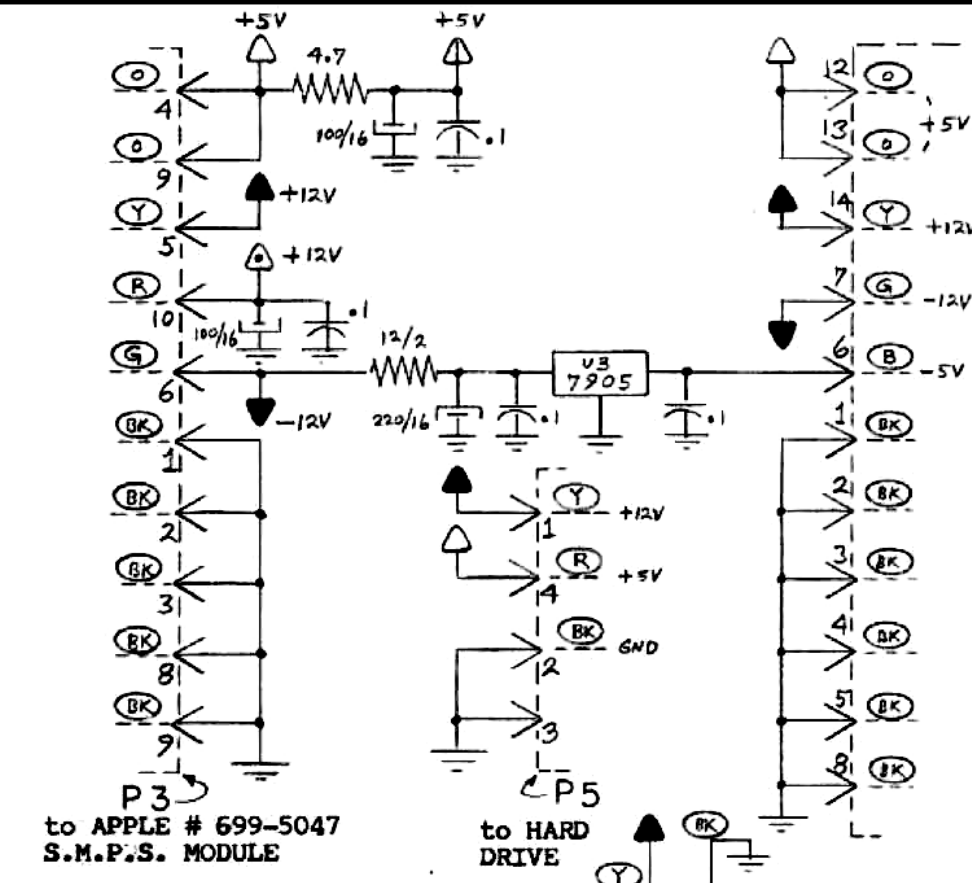 +5V +5V
4.7
O 4
100/16 .1
O 9
+12V
Y 5
+12V
R 10
100/16 .1
12/2
G 6
U3
7905
-12V
220/16 .1 .1
BK 1
BK 2
BK 3
BK 8
BK 9
P3
to APPLE # 699-5047
S.M.P.S. MODULE
Y 1 +12V
R 4 +5V
BK 2 GND
3
P5
to HARD
DRIVE
12 O
+5V
13 O
14 Y +12V
7 G -12V
6 B -5V
1 BK
2 BK
3 BK
4 BK
5 BK
8 BK
BK
Y